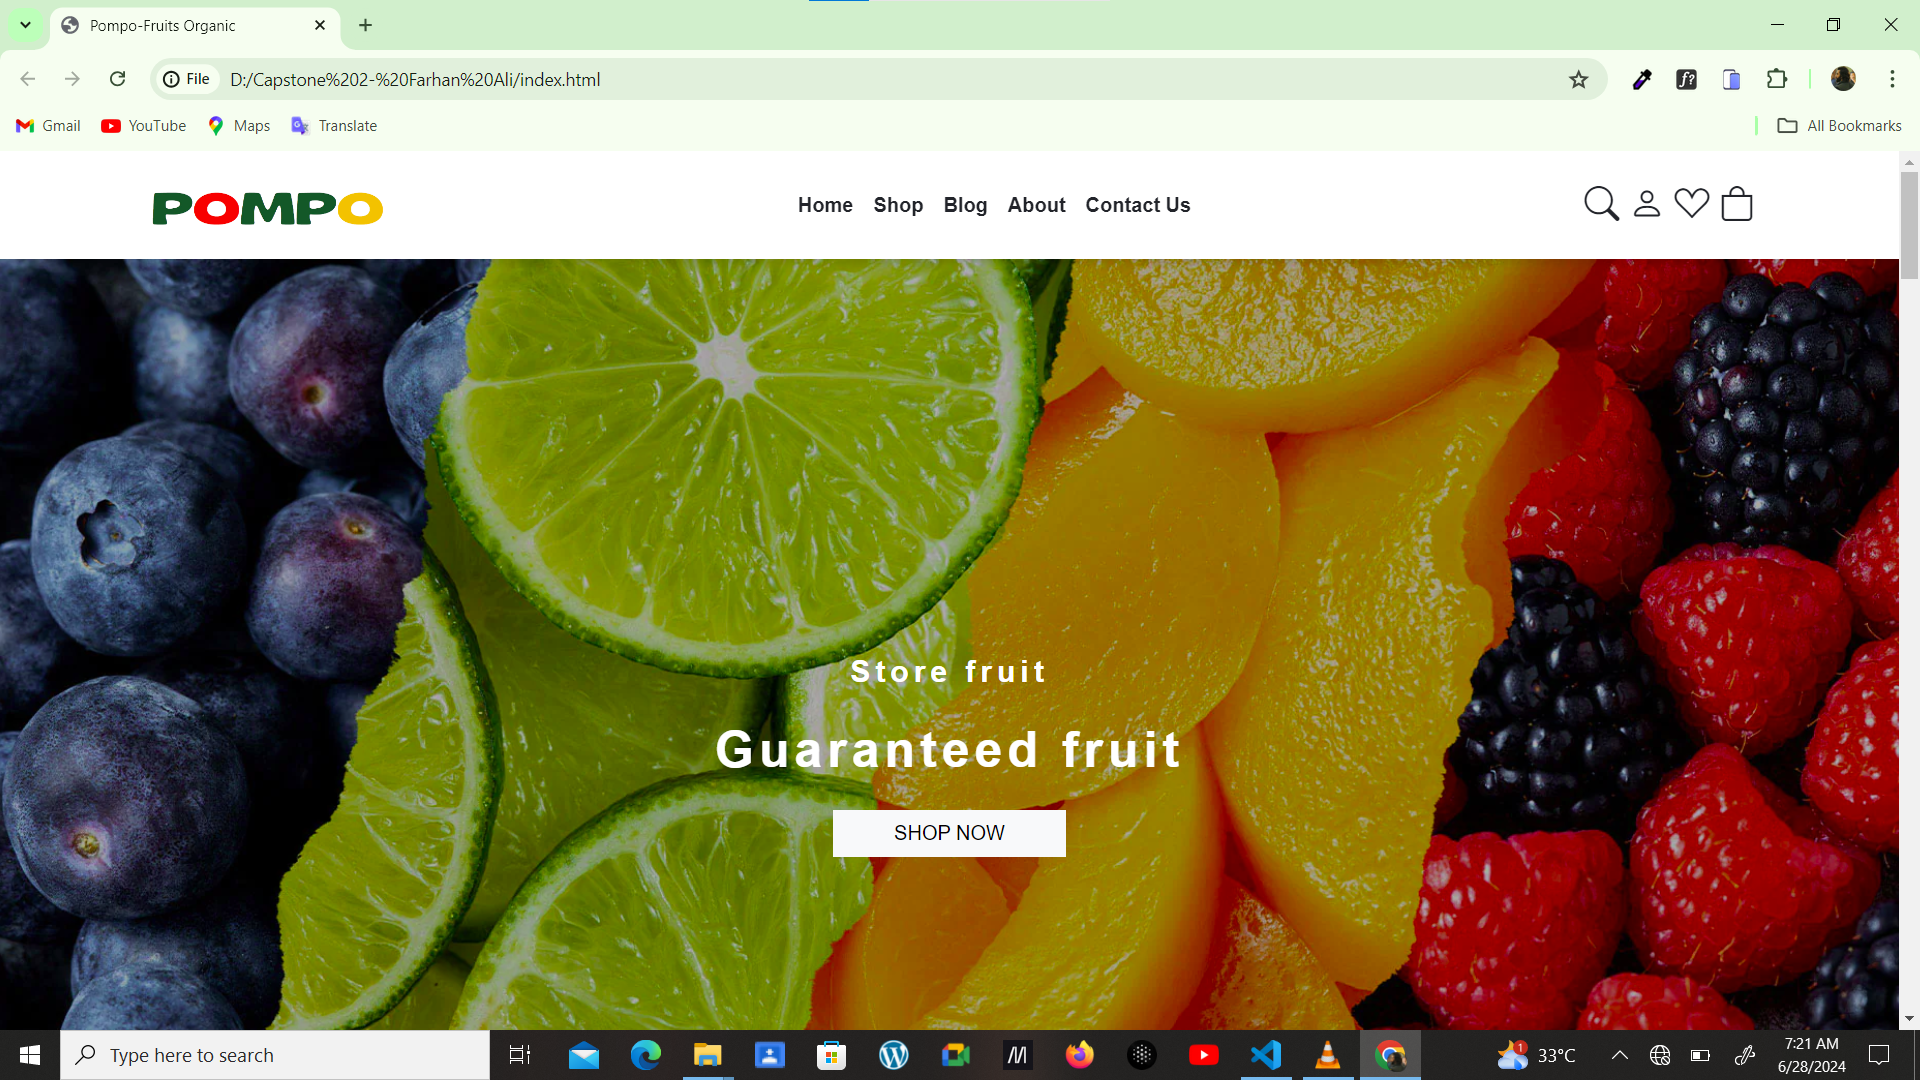 Pompo-Fruits Organic
File D:/Capstone%202-%20Farhan%20Ali/index.html
Gmail YouTube Maps Translate All Bookmarks
POMPO Home Shop Blog About Contact Us
Store fruit
Guaranteed fruit
SHOP NOW
Type here to search 1 33°C 7:21 AM
6/28/2024